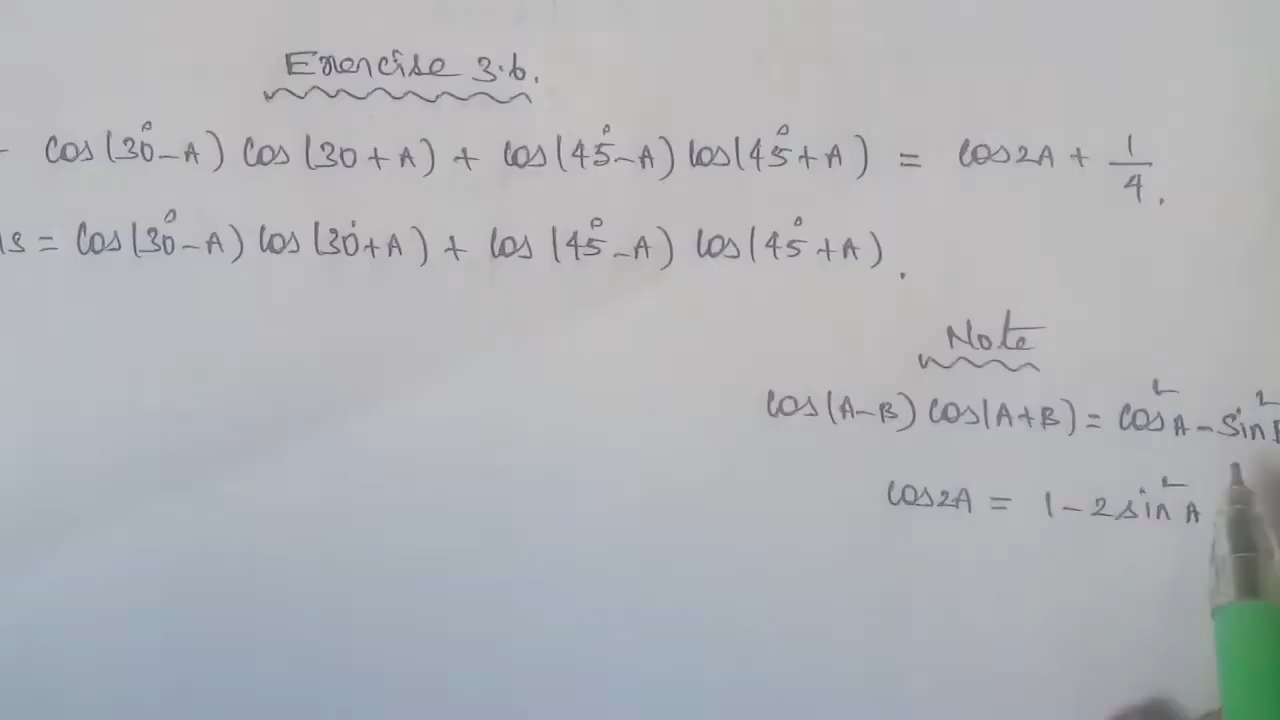 Exercise 3.6.
cos(30°-A) cos(30+A) + cos(45°-A) cos(45°+A) = cos2A + 1/4.
= cos(30°-A) cos(30°+A) + cos(45°-A) cos(45°+A).
Note
cos(A-B) cos(A+B) = cos²A - sin²
cos2A = 1-2sin²A